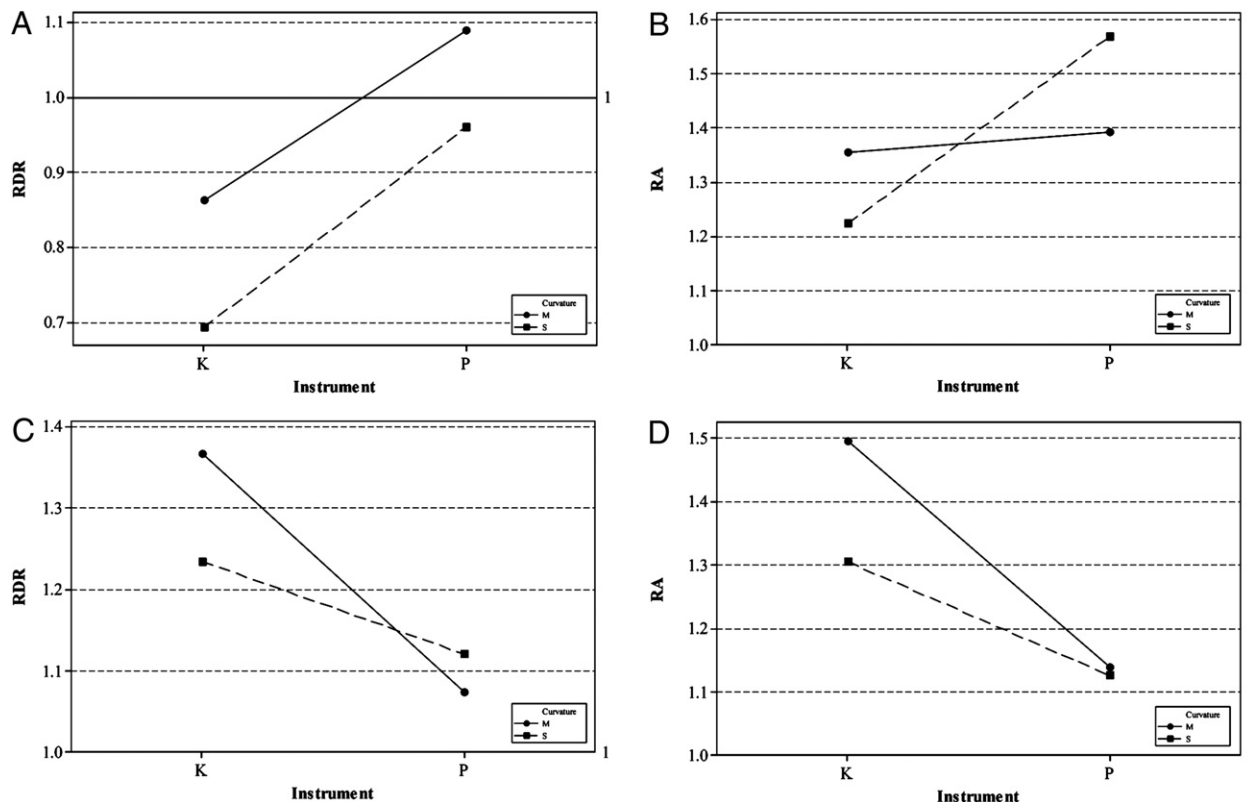 A
RDR
1.1
1.0
0.9
0.8
0.7
1
K
P
Instrument
Curvature
M
S
B
RA
1.6
1.5
1.4
1.3
1.2
1.1
1.0
K
P
Instrument
Curvature
M
S
C
RDR
1.4
1.3
1.2
1.1
1.0
1
K
P
Instrument
Curvature
M
S
D
RA
1.5
1.4
1.3
1.2
1.1
1.0
K
P
Instrument
Curvature
M
S